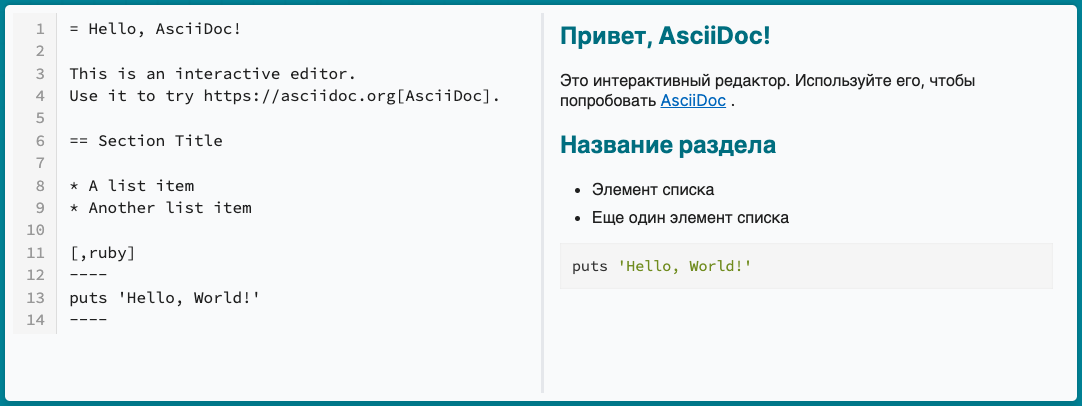 1 = Hello, AsciiDoc!
2
3 This is an interactive editor.
4 Use it to try https://asciidoc.org[AsciiDoc].
5
6 == Section Title
7
8 * A list item
9 * Another list item
10
11 [,ruby]
12 ----
13 puts 'Hello, World!'
14 ----
Привет, AsciiDoc!
Это интерактивный редактор. Используйте его, чтобы
попробовать AsciiDoc .
Название раздела
• Элемент списка
• Еще один элемент списка
puts 'Hello, World!'